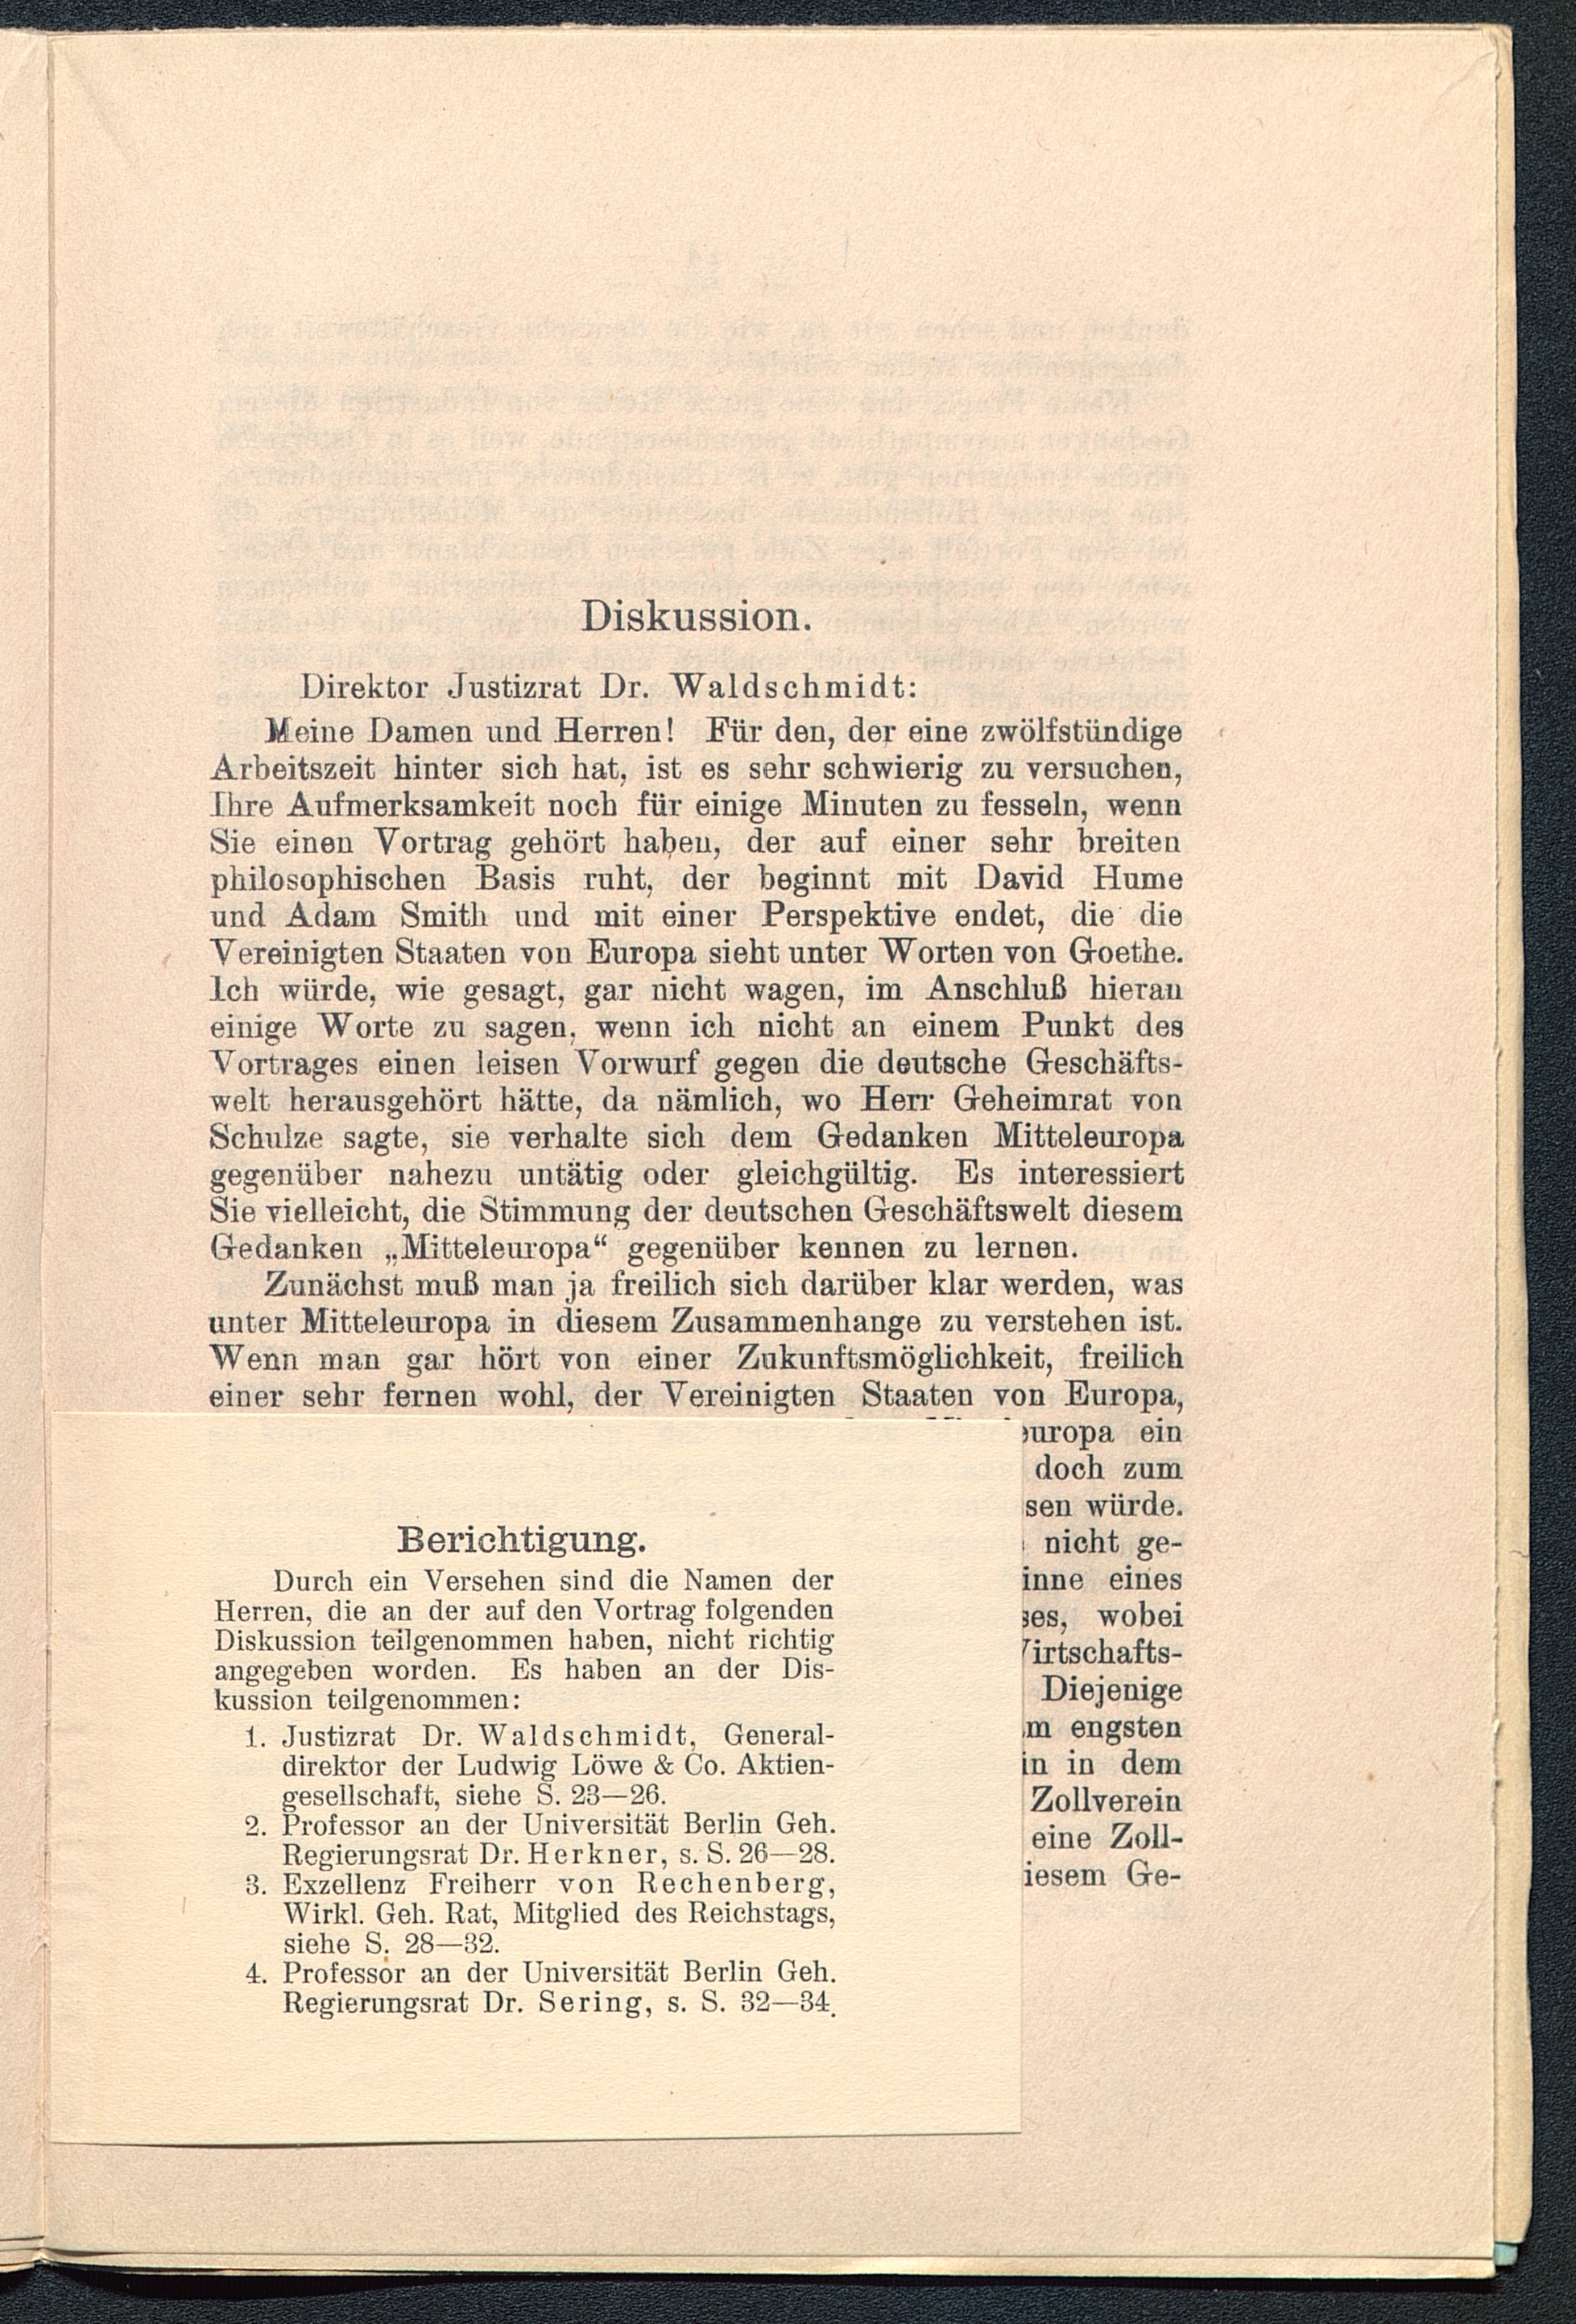 Diskussion.
Direktor Justizrat Dr. Waldschmidt:
Meine Damen und Herren! Für den, der eine zwölfstündige
Arbeitszeit hinter sich hat, ist es sehr schwierig zu versuchen,
Ihre Aufmerksamkeit noch für einige Minuten zu fesseln, wenn
Sie einen Vortrag gehört haben, der auf einer sehr breiten
philosophischen Basis ruht, der beginnt mit David Hume
und Adam Smith und mit einer Perspektive endet, die die
Vereinigten Staaten von Europa sieht unter Worten von Goethe.
Ich würde, wie gesagt, gar nicht wagen, im Anschluß hieran
einige Worte zu sagen, wenn ich nicht an einem Punkt des
Vortrages einen leisen Vorwurf gegen die deutsche Geschäfts-
welt herausgehört hätte, da nämlich, wo Herr Geheimrat von
Schulze sagte, sie verhalte sich dem Gedanken Mitteleuropa
gegenüber nahezu untätig oder gleichgültig. Es interessiert
Sie vielleicht, die Stimmung der deutschen Geschäftswelt diesem
Gedanken „Mitteleuropa“ gegenüber kennen zu lernen.
Zunächst muß man ja freilich sich darüber klar werden, was
unter Mitteleuropa in diesem Zusammenhange zu verstehen ist.
Wenn man gar hört von einer Zukunftsmöglichkeit, freilich
einer sehr fernen wohl, der Vereinigten Staaten von Europa,
europa ein
doch zum
sen würde.
nicht ge-
inne eines
ses, wobei
Wirtschafts-
Diejenige
m engsten
in in dem
Zollverein
eine Zoll-
iesem Ge-
Berichtigung.
Durch ein Versehen sind die Namen der
Herren, die an der auf den Vortrag folgenden
Diskussion teilgenommen haben, nicht richtig
angegeben worden. Es haben an der Dis-
kussion teilgenommen:
1. Justizrat Dr. Waldschmidt, General-
direktor der Ludwig Löwe & Co. Aktien-
gesellschaft, siehe S. 23—26.
2. Professor an der Universität Berlin Geh.
Regierungsrat Dr. Herkner, s. S. 26—28.
3. Exzellenz Freiherr von Rechenberg,
Wirkl. Geh. Rat, Mitglied des Reichstags,
siehe S. 28—32.
4. Professor an der Universität Berlin Geh.
Regierungsrat Dr. Sering, s. S. 32—34.